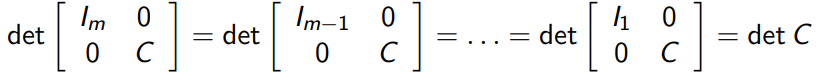 det [ I_m 0 ; 0 C ] = det [ I_{m−1} 0 ; 0 C ] = … = det [ I_1 0 ; 0 C ] = det C